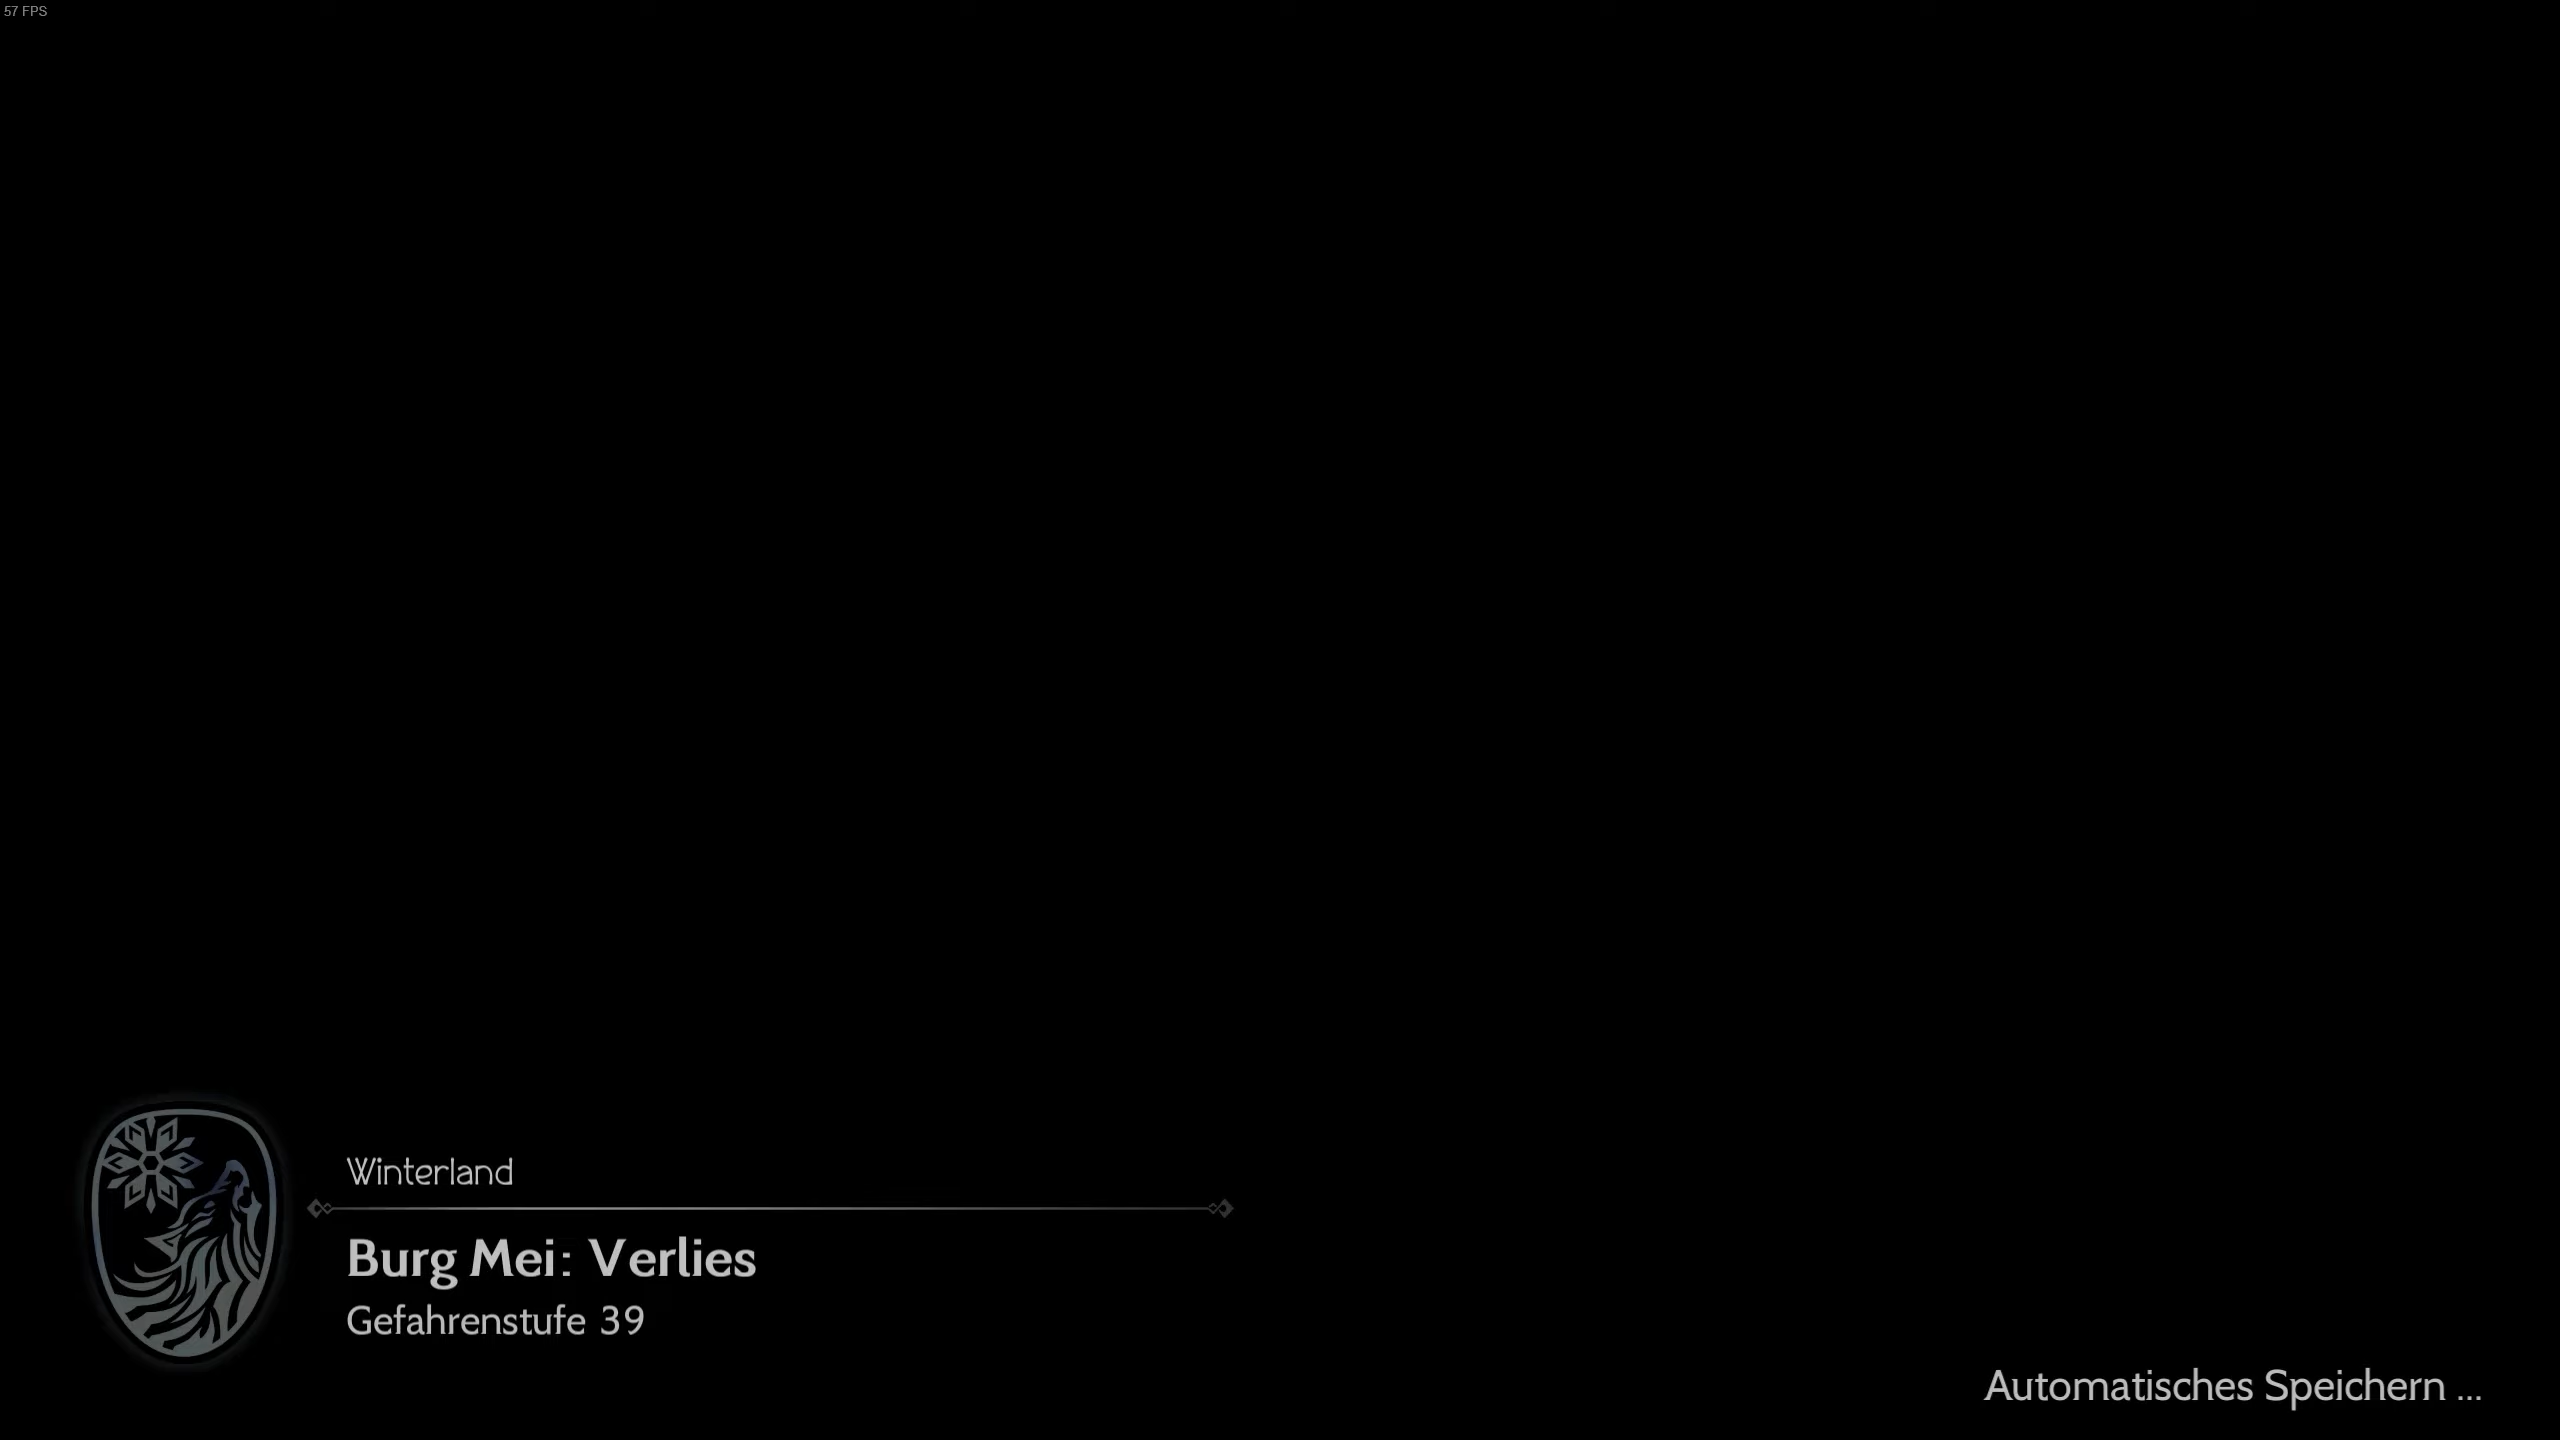 57 FPS
Winterland
Burg Mei: Verlies
Gefahrenstufe 39
Automatisches Speichern ...